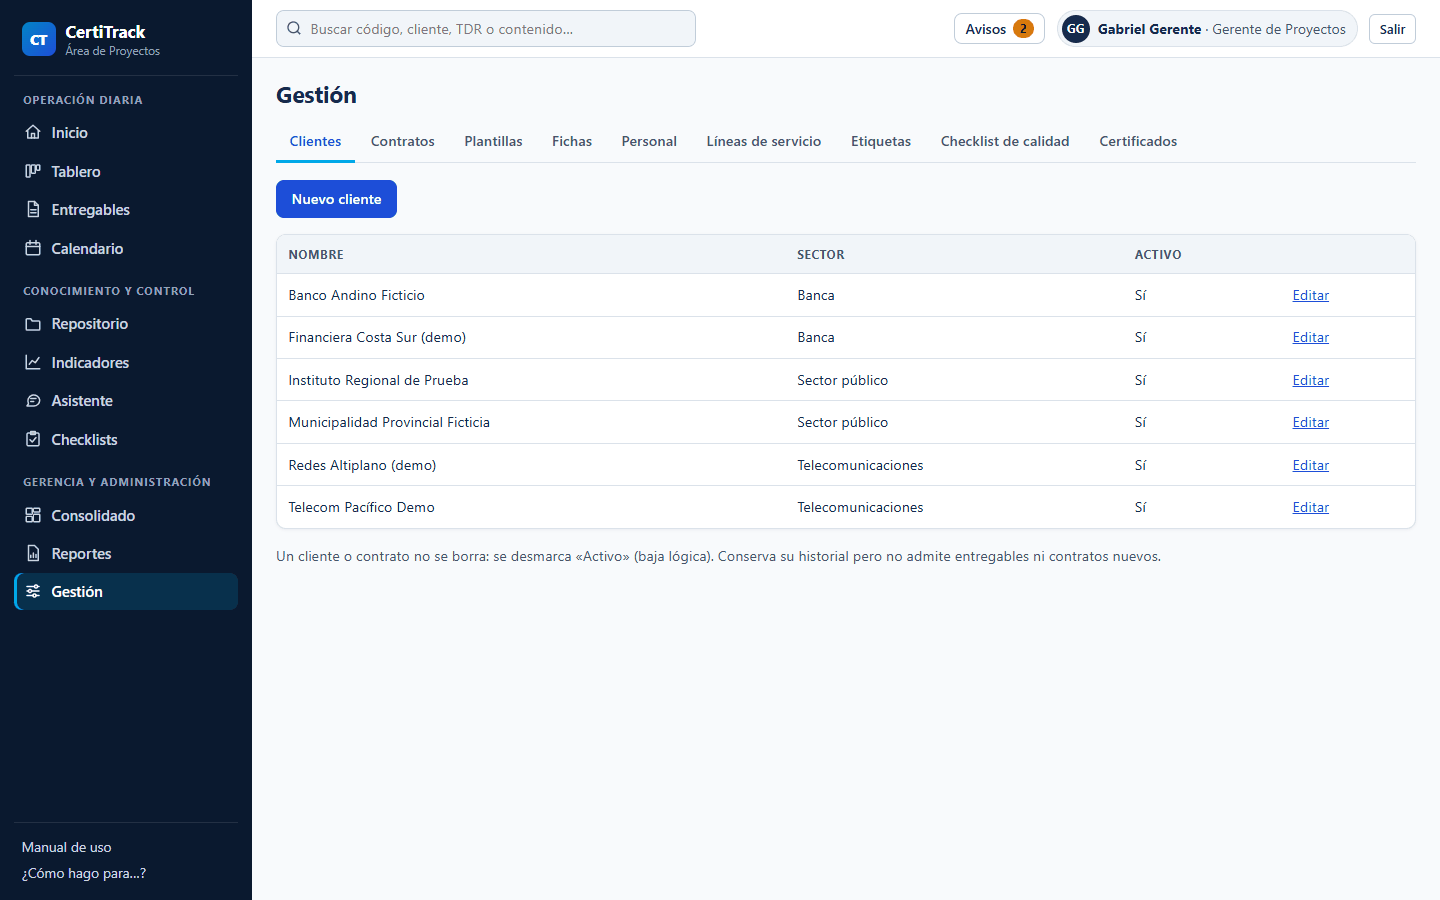 CT
CertiTrack
Área de Proyectos
OPERACIÓN DIARIA
Inicio
Tablero
Entregables
Calendario
CONOCIMIENTO Y CONTROL
Repositorio
Indicadores
Asistente
Checklists
GERENCIA Y ADMINISTRACIÓN
Consolidado
Reportes
Gestión
Manual de uso
¿Cómo hago para...?
Buscar código, cliente, TDR o contenido...
Avisos 2
GG Gabriel Gerente · Gerente de Proyectos
Salir
Gestión
Clientes Contratos Plantillas Fichas Personal Líneas de servicio Etiquetas Checklist de calidad Certificados
Nuevo cliente
NOMBRE SECTOR ACTIVO
Banco Andino Ficticio Banca Sí Editar
Financiera Costa Sur (demo) Banca Sí Editar
Instituto Regional de Prueba Sector público Sí Editar
Municipalidad Provincial Ficticia Sector público Sí Editar
Redes Altiplano (demo) Telecomunicaciones Sí Editar
Telecom Pacífico Demo Telecomunicaciones Sí Editar
Un cliente o contrato no se borra: se desmarca «Activo» (baja lógica). Conserva su historial pero no admite entregables ni contratos nuevos.